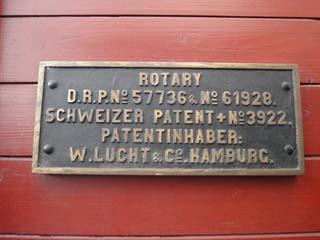 ROTARY
D.R.P.No 57736 & No 61928.
SCHWEIZER PATENT + No 3922.
PATENTINHABER:
W. LUCHT & Co. HAMBURG.